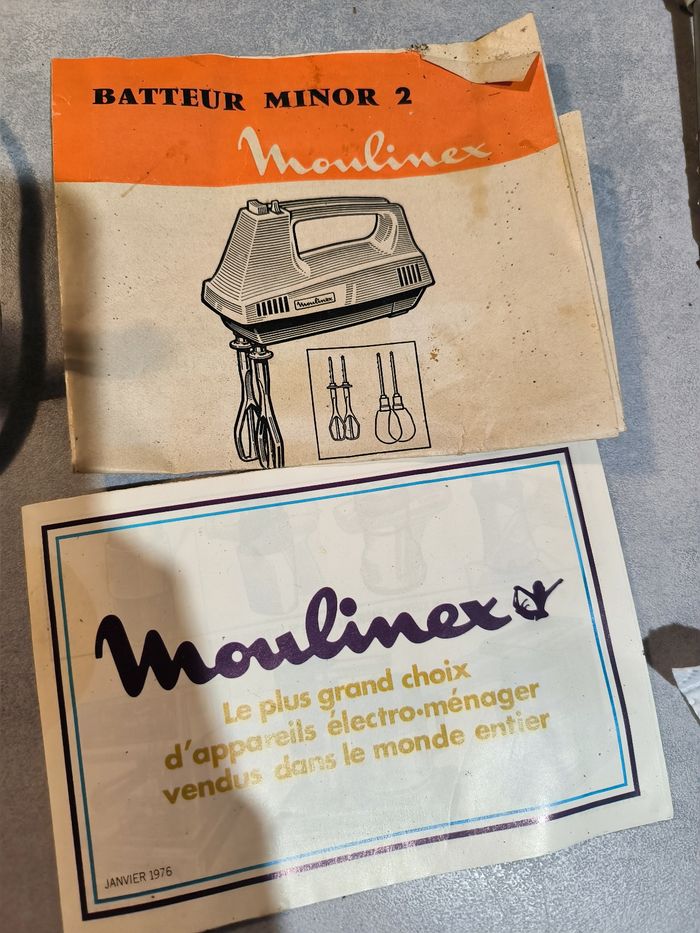 BATTEUR MINOR 2
Moulinex
Moulinex
Moulinex
Le plus grand choix
d'appareils électro·ménager
vendus dans le monde entier
JANVIER 1976